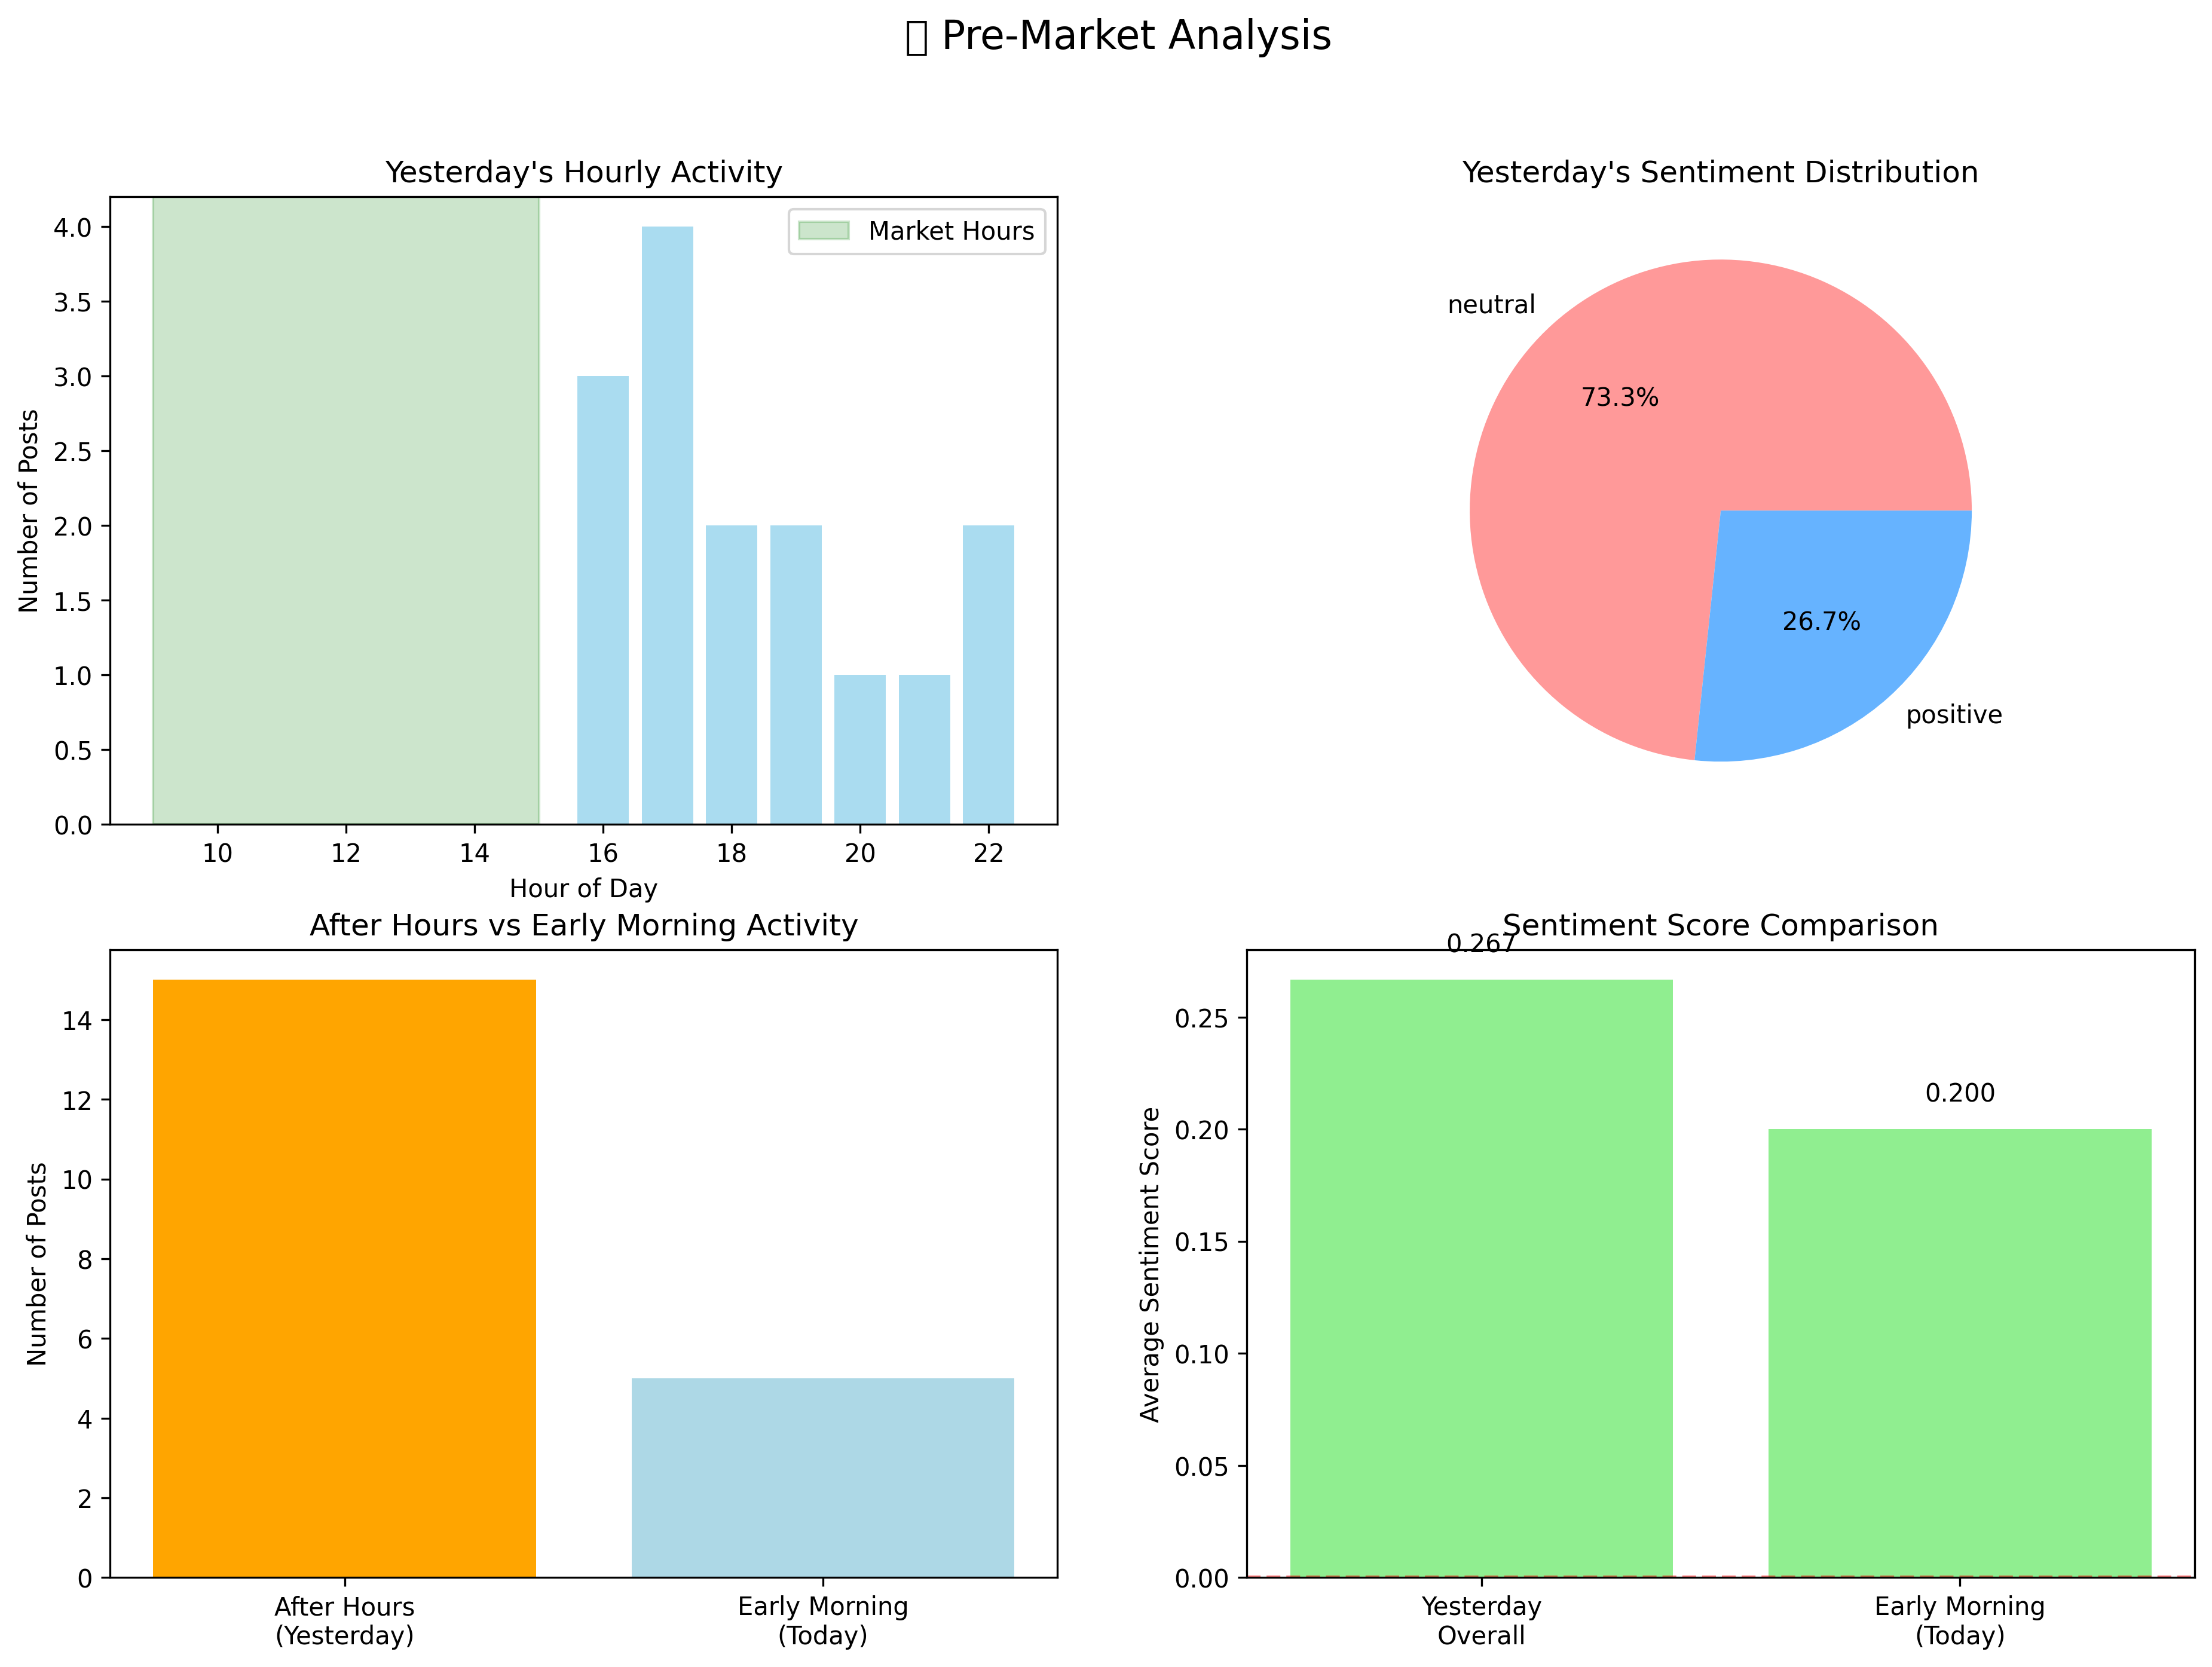 Pre-Market Analysis
Yesterday's Hourly Activity
Number of Posts
4.0
3.5
3.0
2.5
2.0
1.5
1.0
0.5
0.0
Market Hours
10 12 14 16 18 20 22
Hour of Day
Yesterday's Sentiment Distribution
neutral
73.3%
26.7%
positive
After Hours vs Early Morning Activity
Number of Posts
14
12
10
8
6
4
2
0
After Hours
(Yesterday)
Early Morning
(Today)
Sentiment Score Comparison
0.267
0.200
Average Sentiment Score
0.25
0.20
0.15
0.10
0.05
0.00
Yesterday
Overall
Early Morning
(Today)